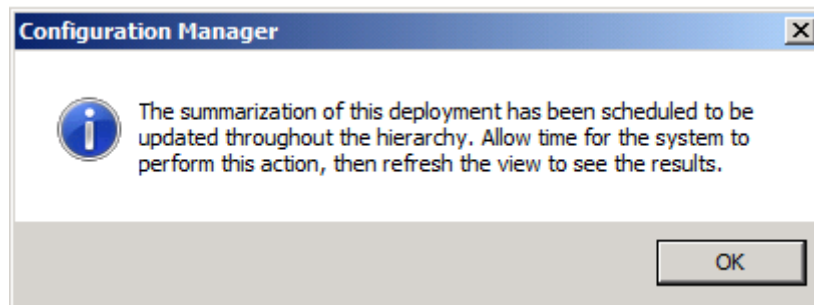 Configuration Manager
The summarization of this deployment has been scheduled to be
updated throughout the hierarchy. Allow time for the system to
perform this action, then refresh the view to see the results.
OK